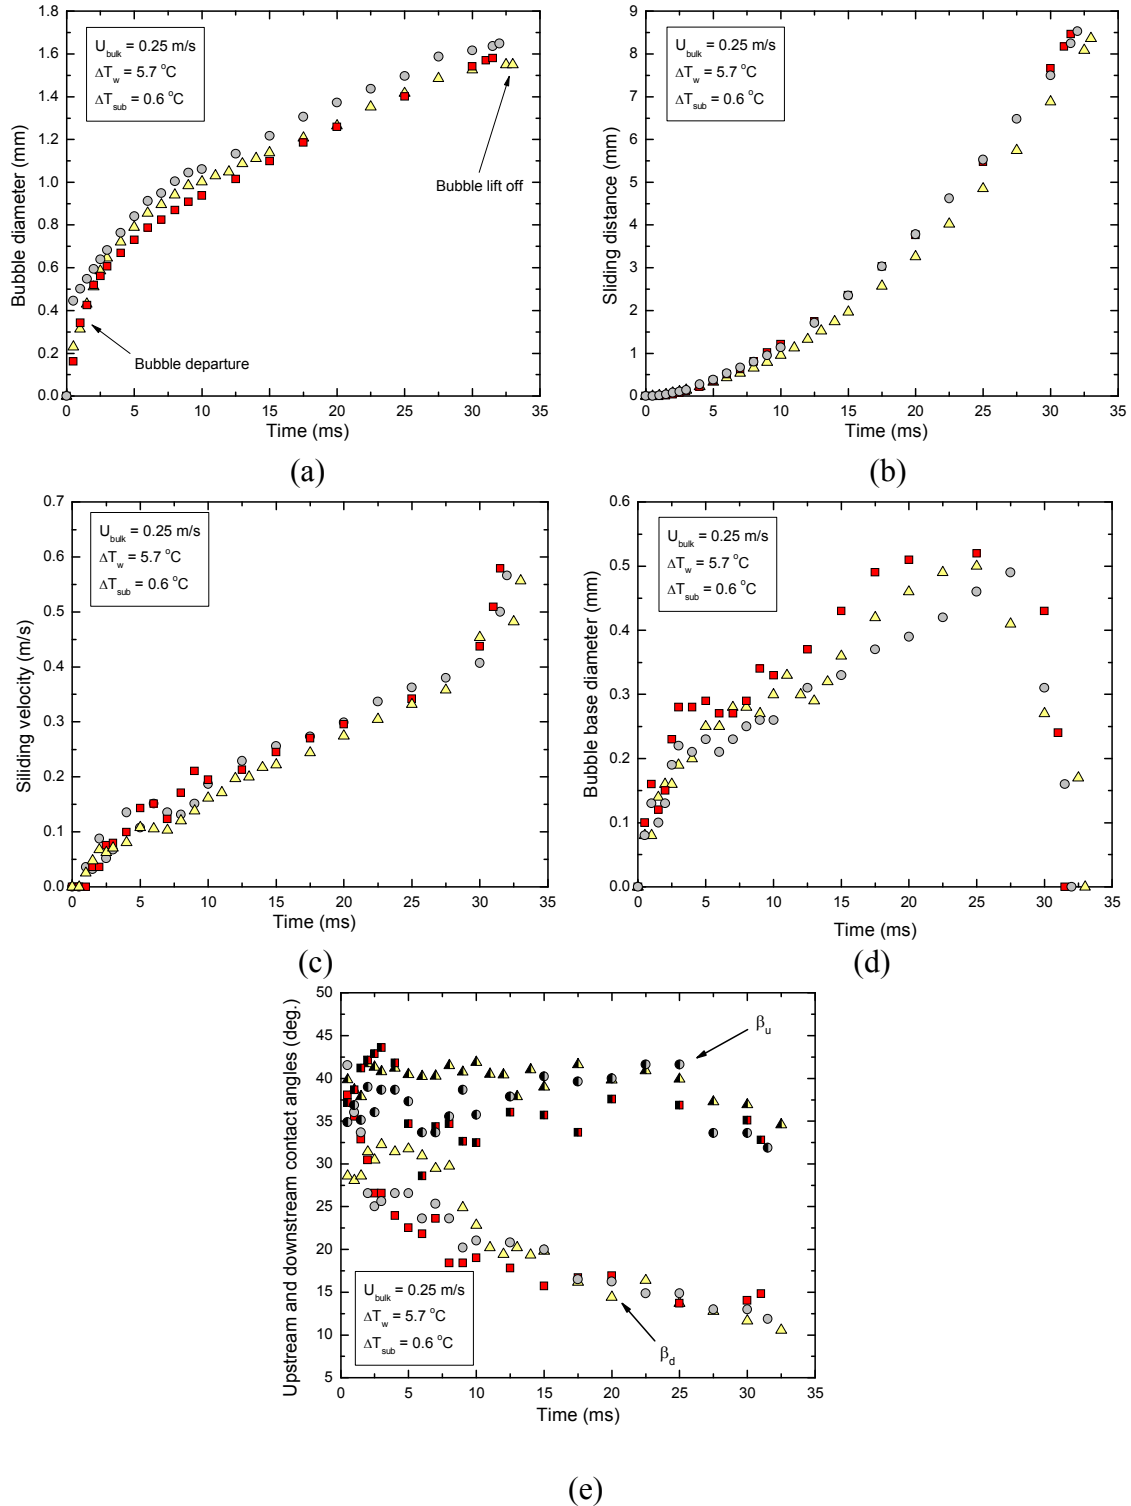 1.8
1.6
1.4
1.2
1.0
0.8
0.6
0.4
0.2
0.0
Bubble diameter (mm)
U_bulk = 0.25 m/s
ΔT_w = 5.7 °C
ΔT_sub = 0.6 °C
Bubble lift off
Bubble departure
0 5 10 15 20 25 30 35
Time (ms)
(a)
9
8
7
6
5
4
3
2
1
0
Sliding distance (mm)
U_bulk = 0.25 m/s
ΔT_w = 5.7 °C
ΔT_sub = 0.6 °C
0 5 10 15 20 25 30 35
Time (ms)
(b)
0.7
0.6
0.5
0.4
0.3
0.2
0.1
0.0
Siliding velocity (m/s)
U_bulk = 0.25 m/s
ΔT_w = 5.7 °C
ΔT_sub = 0.6 °C
0 5 10 15 20 25 30 35
Time (ms)
(c)
0.6
0.5
0.4
0.3
0.2
0.1
0.0
Bubble base diameter (mm)
U_bulk = 0.25 m/s
ΔT_w = 5.7 °C
ΔT_sub = 0.6 °C
0 5 10 15 20 25 30 35
Time (ms)
(d)
50
45
40
35
30
25
20
15
10
5
Upstream and downstream contact angles (deg.)
β_u
U_bulk = 0.25 m/s
ΔT_w = 5.7 °C
ΔT_sub = 0.6 °C
β_d
0 5 10 15 20 25 30 35
Time (ms)
(e)